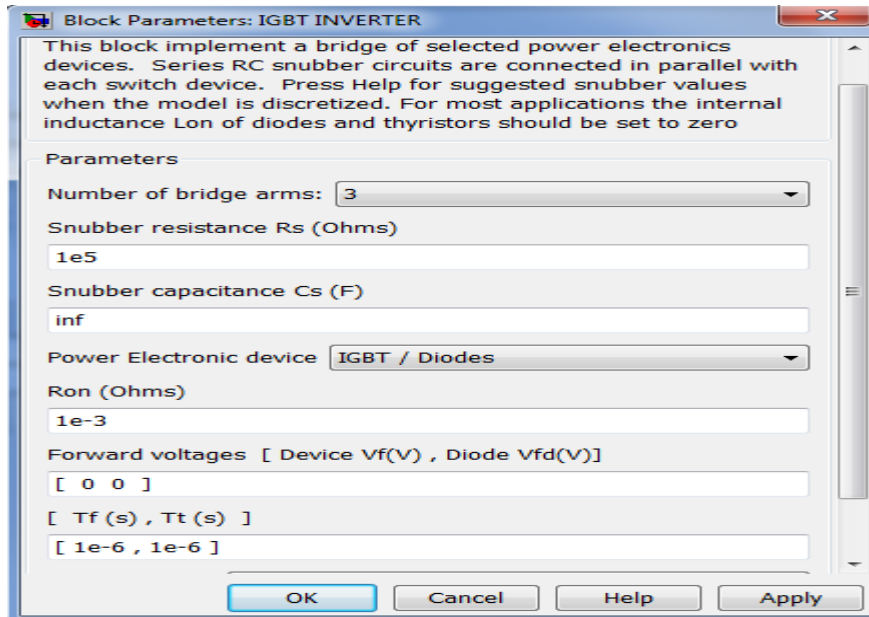 Block Parameters: IGBT INVERTER
This block implement a bridge of selected power electronics
devices. Series RC snubber circuits are connected in parallel with
each switch device. Press Help for suggested snubber values
when the model is discretized. For most applications the internal
inductance Lon of diodes and thyristors should be set to zero
Parameters
Number of bridge arms: 3
Snubber resistance Rs (Ohms)
1e5
Snubber capacitance Cs (F)
inf
Power Electronic device IGBT / Diodes
Ron (Ohms)
1e-3
Forward voltages [ Device Vf(V) , Diode Vfd(V)]
[ 0 0 ]
[ Tf (s) , Tt (s) ]
[ 1e-6 , 1e-6 ]
OK Cancel Help Apply